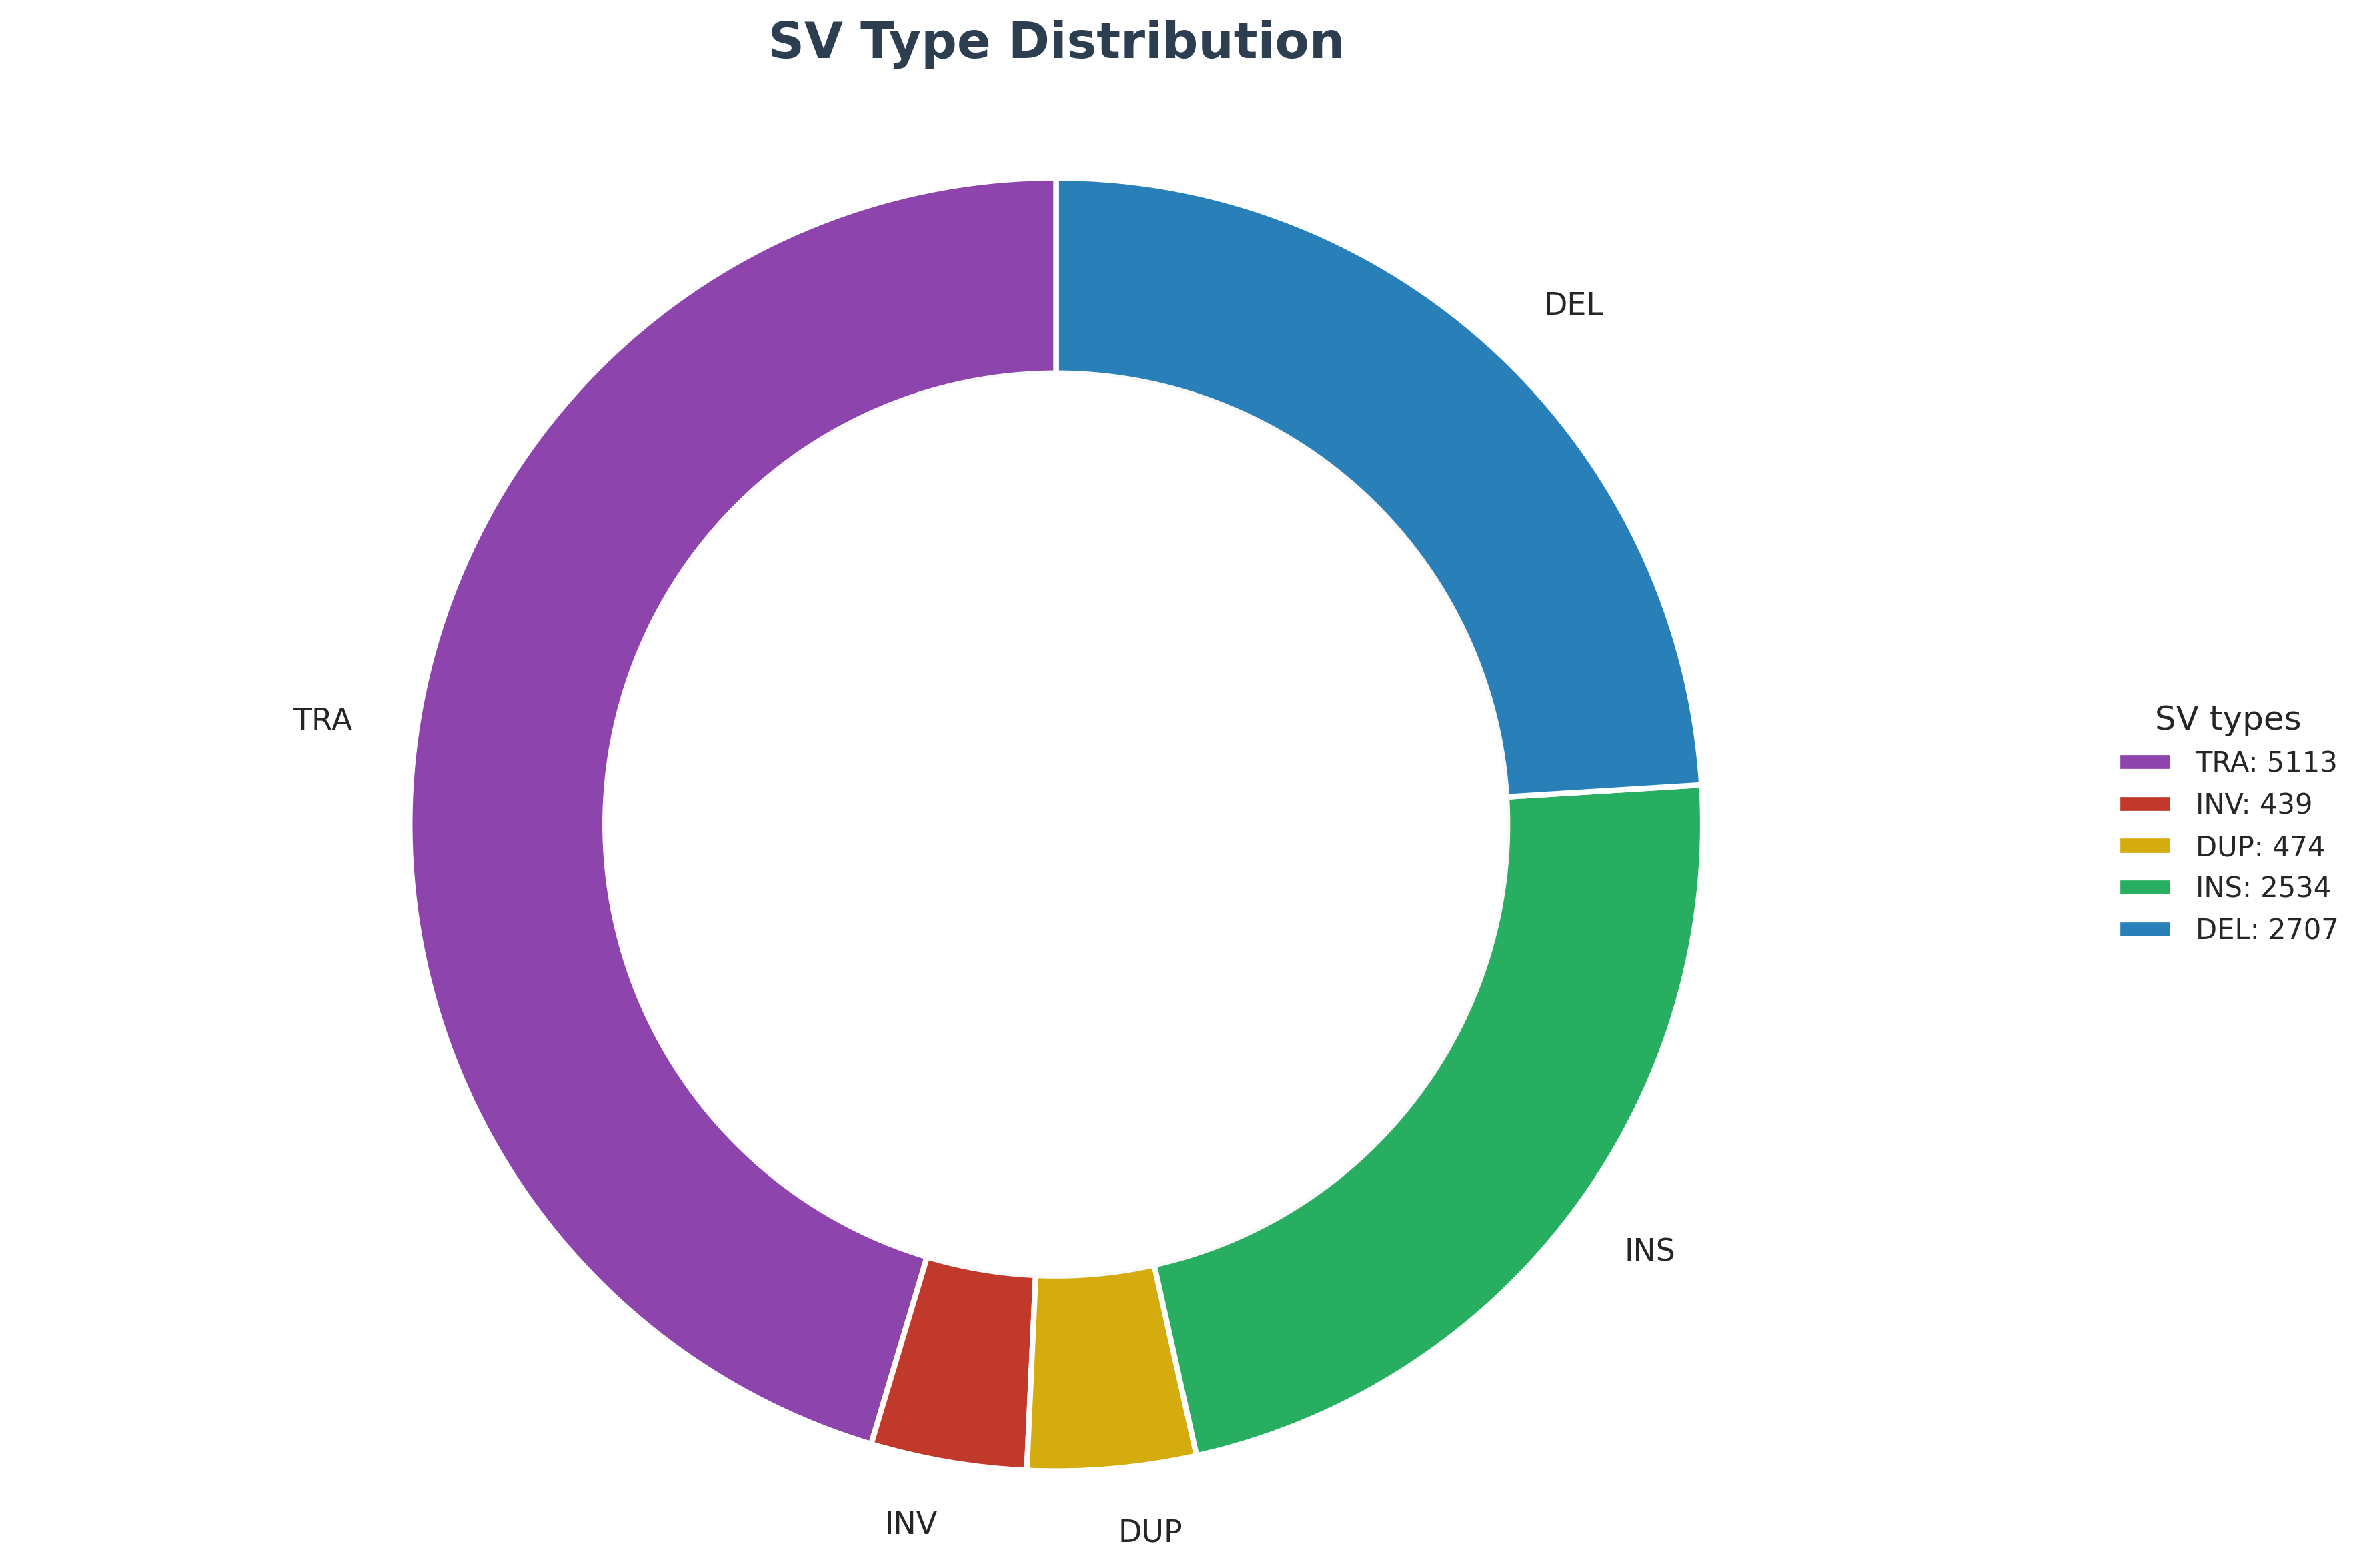 SV Type Distribution
DEL
TRA
INS
INV
DUP
SV types
TRA: 5113
INV: 439
DUP: 474
INS: 2534
DEL: 2707